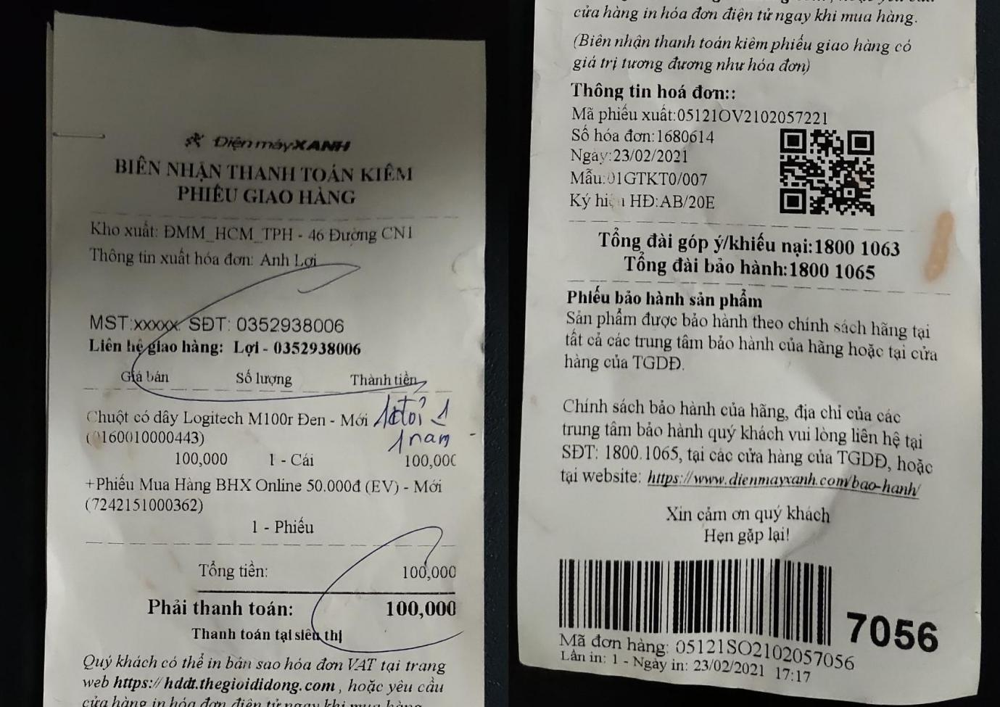 Điện máy XANH
BIÊN NHẬN THANH TOÁN KIÊM
PHIẾU GIAO HÀNG
Kho xuất: ĐMM_HCM_TPH - 46 Đường CN1
Thông tin xuất hóa đơn: Anh Lợi
MST:xxxxx. SĐT: 0352938006
Liên hệ giao hàng: Lợi - 0352938006
Giá bán Số lượng Thành tiền
Chuột có dây Logitech M100r Đen - Mới
(0160010000443)
1 đổi 1
1 nam
100,000 1 - Cái 100,000
+Phiếu Mua Hàng BHX Online 50.000đ (EV) - Mới
(7242151000362)
1 - Phiếu
Tổng tiền: 100,000
Phải thanh toán: 100,000
Thanh toán tại siêu thị
Quý khách có thể in bản sao hóa đơn VAT tại trang
web https://hddt.thegioididong.com , hoặc yêu cầu
cửa hàng in hóa đơn điện tử ngay khi mua hàng
cửa hàng in hóa đơn điện tử ngay khi mua hàng.
(Biên nhận thanh toán kiêm phiếu giao hàng có
giá trị tương đương như hóa đơn)
Thông tin hoá đơn::
Mã phiếu xuất:05121OV2102057221
Số hóa đơn:1680614
Ngày:23/02/2021
Mẫu:01GTKT0/007
Ký hiệu HĐ:AB/20E
Tổng đài góp ý/khiếu nại:1800 1063
Tổng đài bảo hành:1800 1065
Phiếu bảo hành sản phẩm
Sản phẩm được bảo hành theo chính sách hãng tại
tất cả các trung tâm bảo hành của hãng hoặc tại cửa
hàng của TGDĐ.
Chính sách bảo hành của hãng, địa chỉ của các
trung tâm bảo hành quý khách vui lòng liên hệ tại
SĐT: 1800.1065, tại các cửa hàng của TGDĐ, hoặc
tại website: https://www.dienmayxanh.com/bao-hanh/
Xin cảm ơn quý khách
Hẹn gặp lại!
7056
Mã đơn hàng: 05121SO2102057056
Lần in: 1 - Ngày in: 23/02/2021 17:17